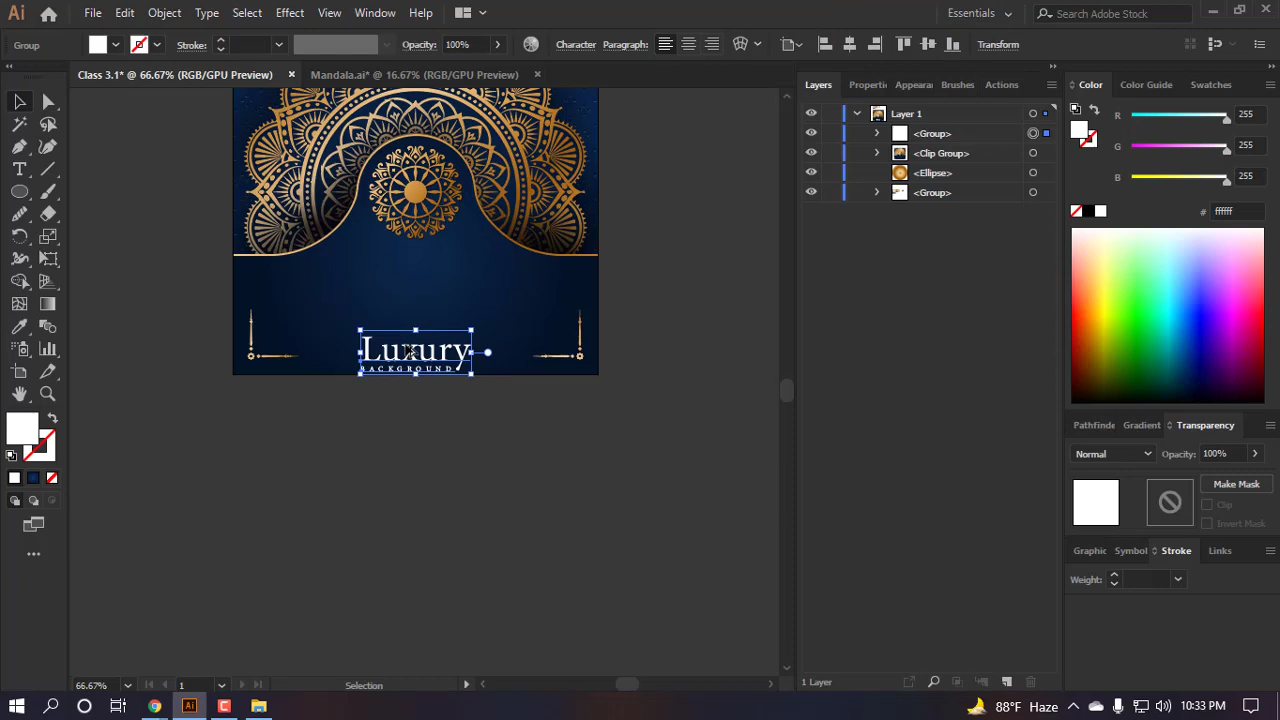 Ai File Edit Object Type Select Effect View Window Help Essentials Search Adobe Stock
Group Stroke: Opacity: 100% Character Paragraph: Transform
Class 3.1* @ 66.67% (RGB/GPU Preview) × Mandala.ai* @ 16.67% (RGB/GPU Preview) ×
Layers Properti Appeara Brushes Actions
Layer 1
<Group>
<Clip Group>
<Ellipse>
<Group>
Color Color Guide Swatches
R 255
G 255
B 255
# ffffff
Pathfinde Gradient Transparency
Normal Opacity: 100%
Make Mask
Clip
Invert Mask
Graphic Symbol Stroke Links
Weight:
Luxury
BACKGROUND
66.67% 1 Selection
1 Layer
Ai 88°F Haze 10:33 PM